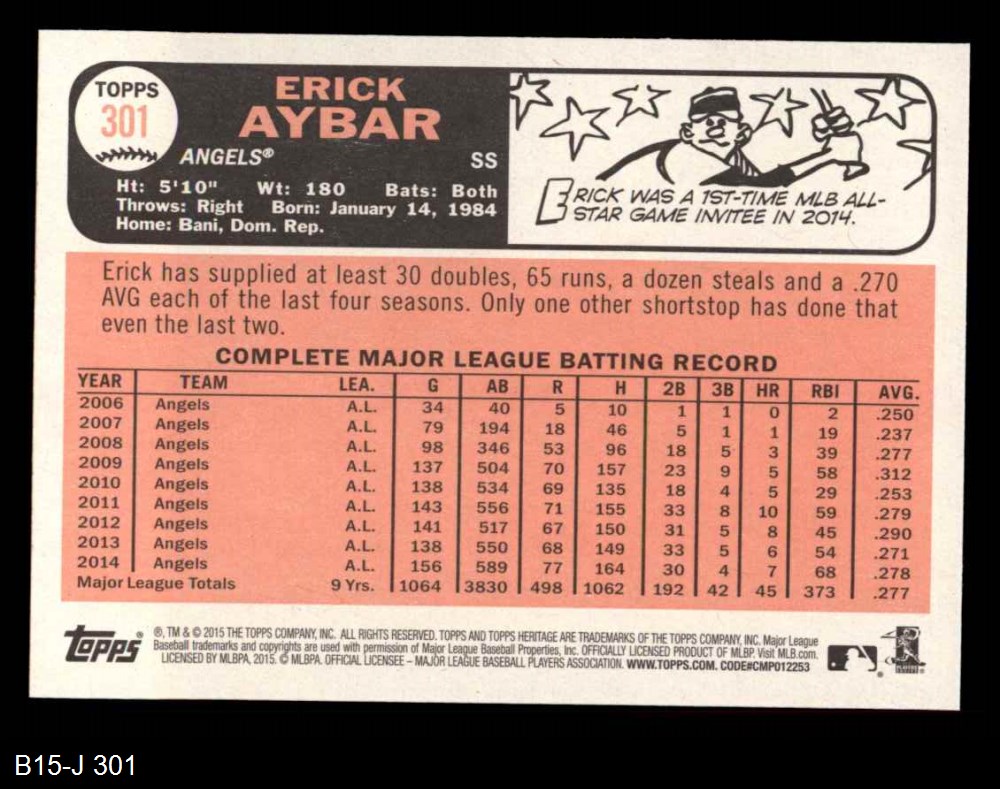 TOPPS
301
ERICK
AYBAR
ANGELS® SS
Ht: 5'10" Wt: 180 Bats: Both
Throws: Right Born: January 14, 1984
Home: Bani, Dom. Rep.
ERICK WAS A 1ST-TIME MLB ALL-
STAR GAME INVITEE IN 2014.
Erick has supplied at least 30 doubles, 65 runs, a dozen steals and a .270
AVG each of the last four seasons. Only one other shortstop has done that
even the last two.
COMPLETE MAJOR LEAGUE BATTING RECORD
YEAR TEAM LEA. G AB R H 2B 3B HR RBI AVG.
2006 Angels A.L. 34 40 5 10 1 1 0 2 .250
2007 Angels A.L. 79 194 18 46 5 1 1 19 .237
2008 Angels A.L. 98 346 53 96 18 5 3 39 .277
2009 Angels A.L. 137 504 70 157 23 9 5 58 .312
2010 Angels A.L. 138 534 69 135 18 4 5 29 .253
2011 Angels A.L. 143 556 71 155 33 8 10 59 .279
2012 Angels A.L. 141 517 67 150 31 5 8 45 .290
2013 Angels A.L. 138 550 68 149 33 5 6 54 .271
2014 Angels A.L. 156 589 77 164 30 4 7 68 .278
Major League Totals 9 Yrs. 1064 3830 498 1062 192 42 45 373 .277
topps®
®, TM & © 2015 THE TOPPS COMPANY, INC. ALL RIGHTS RESERVED. TOPPS AND TOPPS HERITAGE ARE TRADEMARKS OF THE TOPPS COMPANY, INC. Major League
Baseball trademarks and copyrights are used with permission of Major League Baseball Properties, Inc. OFFICIALLY LICENSED PRODUCT OF MLBP. Visit MLB.com.
LICENSED BY MLBPA, 2015. © MLBPA. OFFICIAL LICENSEE – MAJOR LEAGUE BASEBALL PLAYERS ASSOCIATION. WWW.TOPPS.COM. CODE#CMP012253
B15-J 301